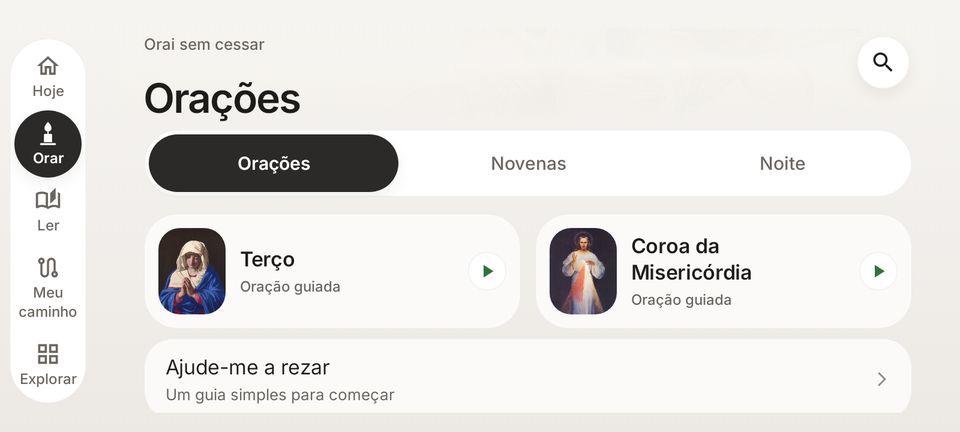 Hoje
Orar
Ler
Meu
caminho
Explorar
Orai sem cessar
Orações
Orações
Novenas
Noite
Terço
Oração guiada
Coroa da
Misericórdia
Oração guiada
Ajude-me a rezar
Um guia simples para começar